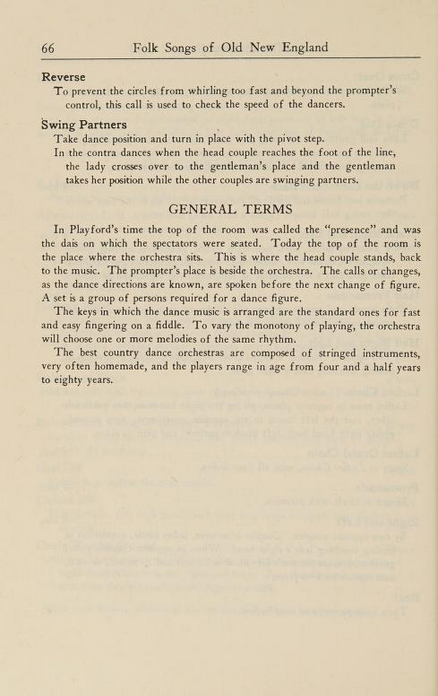 66 Folk Songs of Old New England
Reverse
To prevent the circles from whirling too fast and beyond the prompter's
control, this call is used to check the speed of the dancers.
Swing Partners
Take dance position and turn in place with the pivot step.
In the contra dances when the head couple reaches the foot of the line,
the lady crosses over to the gentleman's place and the gentleman
takes her position while the other couples are swinging partners.
GENERAL TERMS
In Playford's time the top of the room was called the "presence" and was
the dais on which the spectators were seated. Today the top of the room is
the place where the orchestra sits. This is where the head couple stands, back
to the music. The prompter's place is beside the orchestra. The calls or changes,
as the dance directions are known, are spoken before the next change of figure.
A set is a group of persons required for a dance figure.
The keys in which the dance music is arranged are the standard ones for fast
and easy fingering on a fiddle. To vary the monotony of playing, the orchestra
will choose one or more melodies of the same rhythm.
The best country dance orchestras are composed of stringed instruments,
very often homemade, and the players range in age from four and a half years
to eighty years.